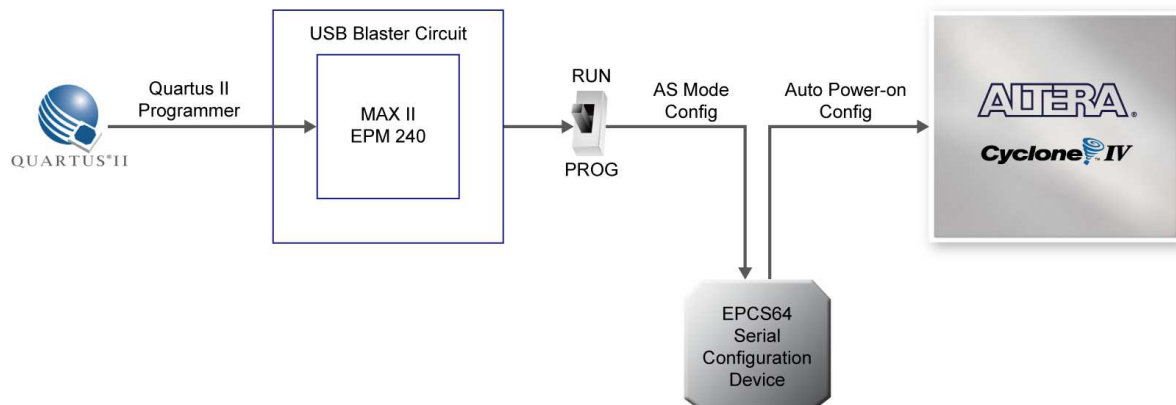 USB Blaster Circuit
Quartus II
Programmer
QUARTUS®II
MAX II
EPM 240
RUN
PROG
AS Mode
Config
Auto Power-on
Config
ALTERA®
Cyclone™ IV
EPCS64
Serial
Configuration
Device